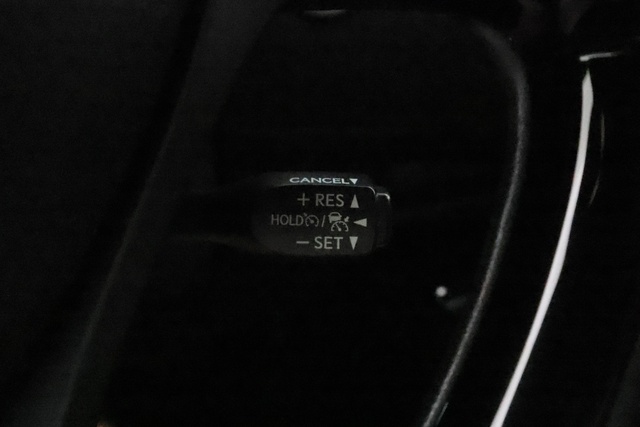 CANCEL▼
+ RES ▲
HOLD / ◀
− SET ▼